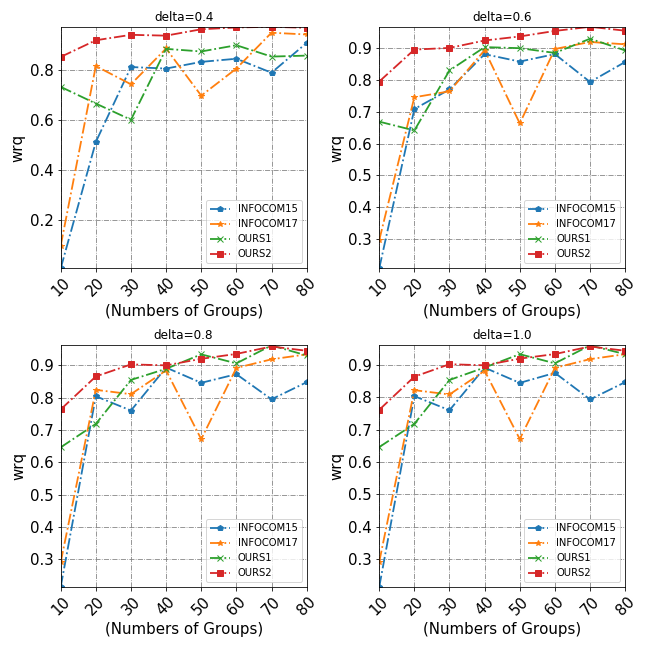 delta=0.4
wrq
0.8
0.6
0.4
0.2
INFOCOM15
INFOCOM17
OURS1
OURS2
10 20 30 40 50 60 70 80
(Numbers of Groups)
delta=0.6
wrq
0.9
0.8
0.7
0.6
0.5
0.4
0.3
INFOCOM15
INFOCOM17
OURS1
OURS2
10 20 30 40 50 60 70 80
(Numbers of Groups)
delta=0.8
wrq
0.9
0.8
0.7
0.6
0.5
0.4
0.3
INFOCOM15
INFOCOM17
OURS1
OURS2
10 20 30 40 50 60 70 80
(Numbers of Groups)
delta=1.0
wrq
0.9
0.8
0.7
0.6
0.5
0.4
0.3
INFOCOM15
INFOCOM17
OURS1
OURS2
10 20 30 40 50 60 70 80
(Numbers of Groups)